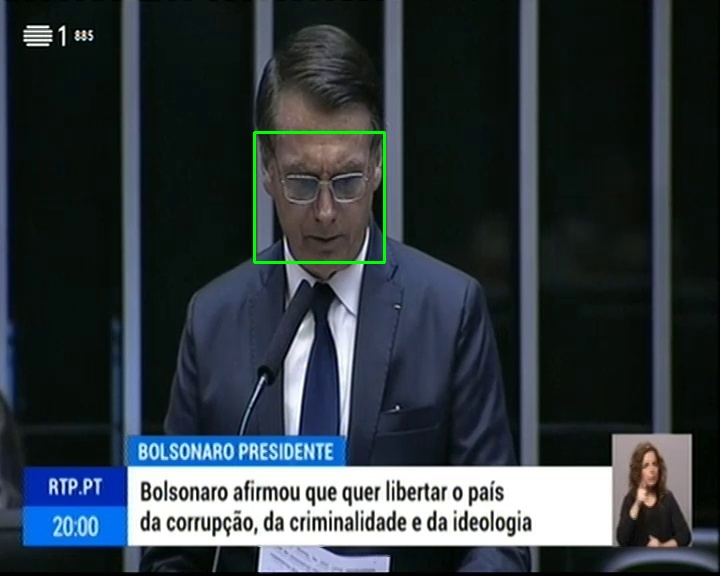 1 885
BOLSONARO PRESIDENTE
RTP.PT
Bolsonaro afirmou que quer libertar o país
20:00
da corrupção, da criminalidade e da ideologia